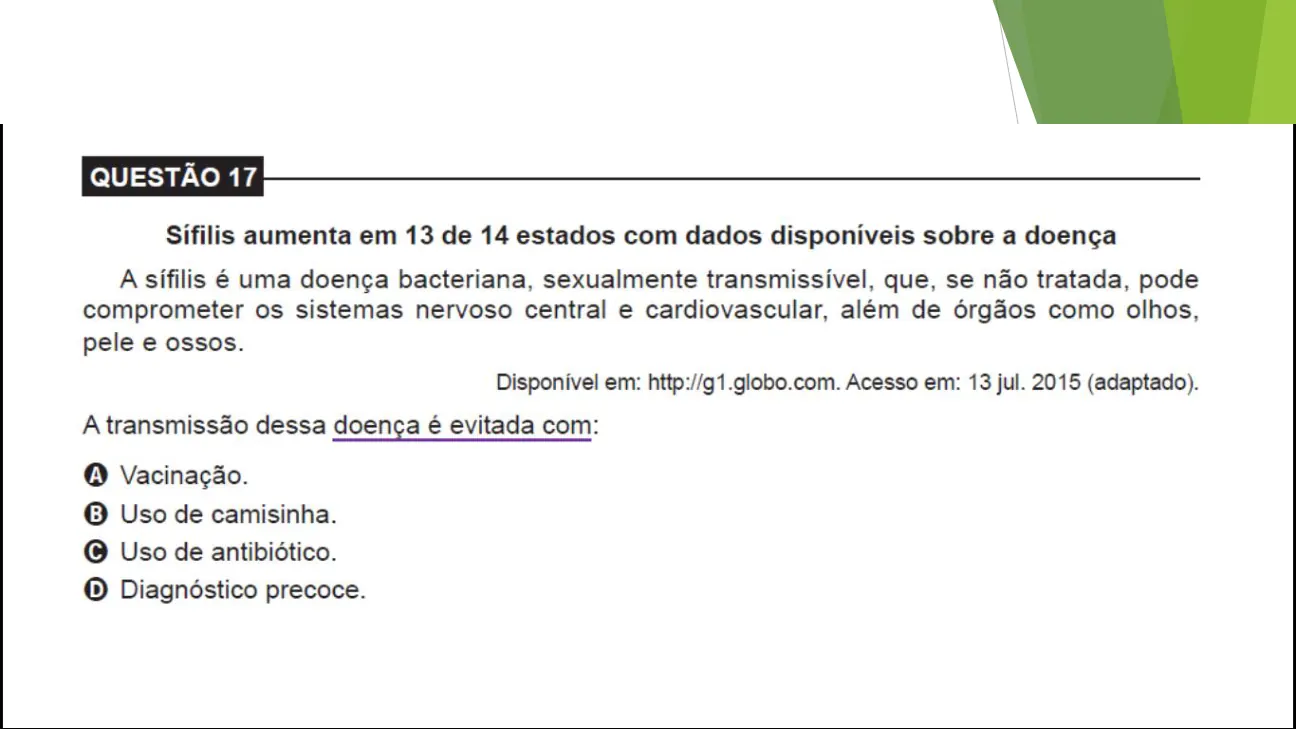 QUESTÃO 17
Sífilis aumenta em 13 de 14 estados com dados disponíveis sobre a doença
A sífilis é uma doença bacteriana, sexualmente transmissível, que, se não tratada, pode
comprometer os sistemas nervoso central e cardiovascular, além de órgãos como olhos,
pele e ossos.
Disponível em: http://g1.globo.com. Acesso em: 13 jul. 2015 (adaptado).
A transmissão dessa doença é evitada com:
A Vacinação.
B Uso de camisinha.
C Uso de antibiótico.
D Diagnóstico precoce.